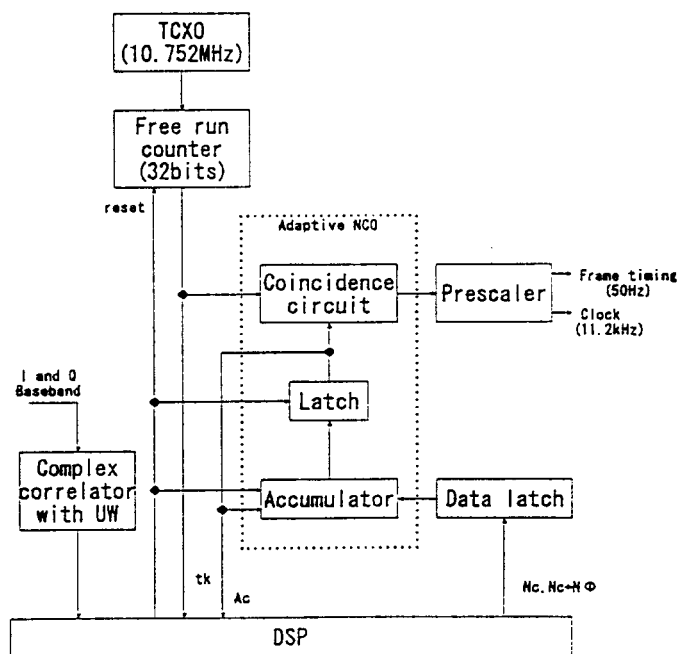 TCXO
(10.752MHz)
Free run
counter
(32bits)
reset
Adaptive NCO
Coincidence
circuit
Prescaler
Frame timing
(50Hz)
Clock
(11.2kHz)
I and Q
Baseband
Latch
Complex
correlator
with UW
Accumulator
Data latch
tk
Ac
Nc.Nc+NΦ
DSP